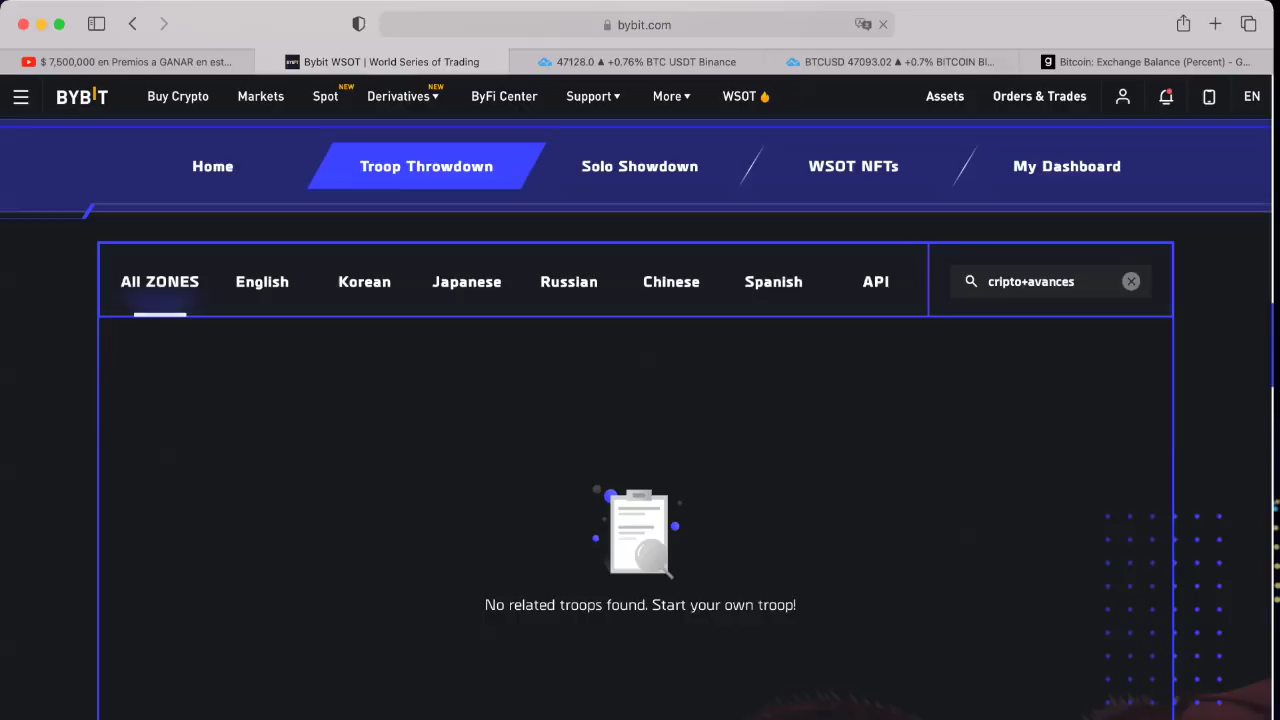 bybit.com
$ 7,500,000 en Premios a GANAR en est...
Bybit WSOT | World Series of Trading
47128.0 ▲ +0.76% BTC USDT Binance
BTCUSD 47093.02 ▲ +0.7% BITCOIN BI...
Bitcoin: Exchange Balance (Percent) - G...
BYBIT
Buy Crypto
Markets
Spot
NEW
Derivatives
NEW
ByFi Center
Support
More
WSOT
Assets
Orders & Trades
EN
Home
Troop Throwdown
Solo Showdown
WSOT NFTs
My Dashboard
All ZONES
English
Korean
Japanese
Russian
Chinese
Spanish
API
cripto+avances
No related troops found. Start your own troop!